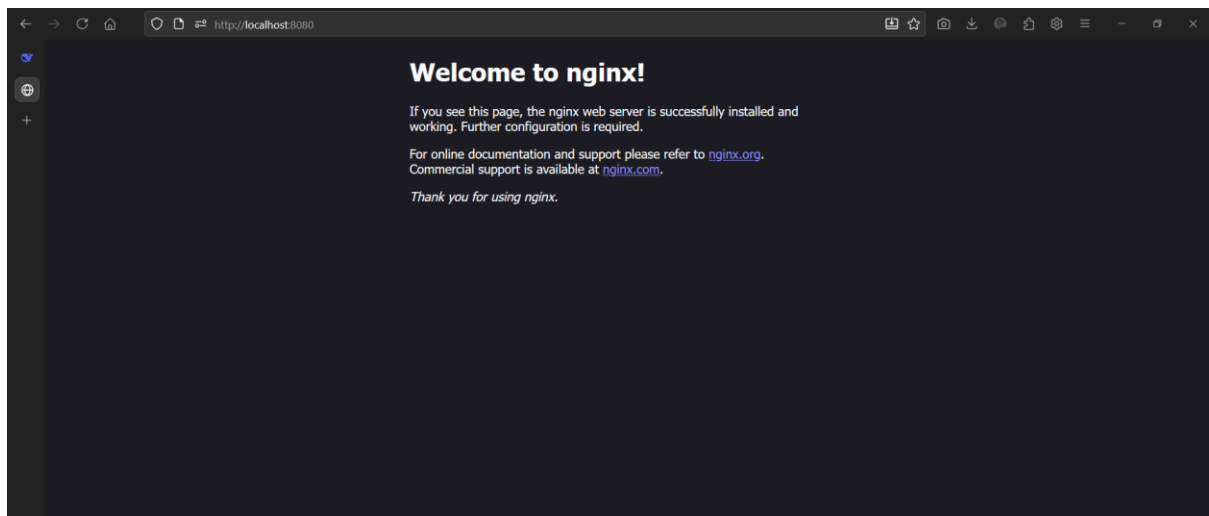 http://localhost:8080
Welcome to nginx!
If you see this page, the nginx web server is successfully installed and
working. Further configuration is required.
For online documentation and support please refer to nginx.org.
Commercial support is available at nginx.com.
Thank you for using nginx.